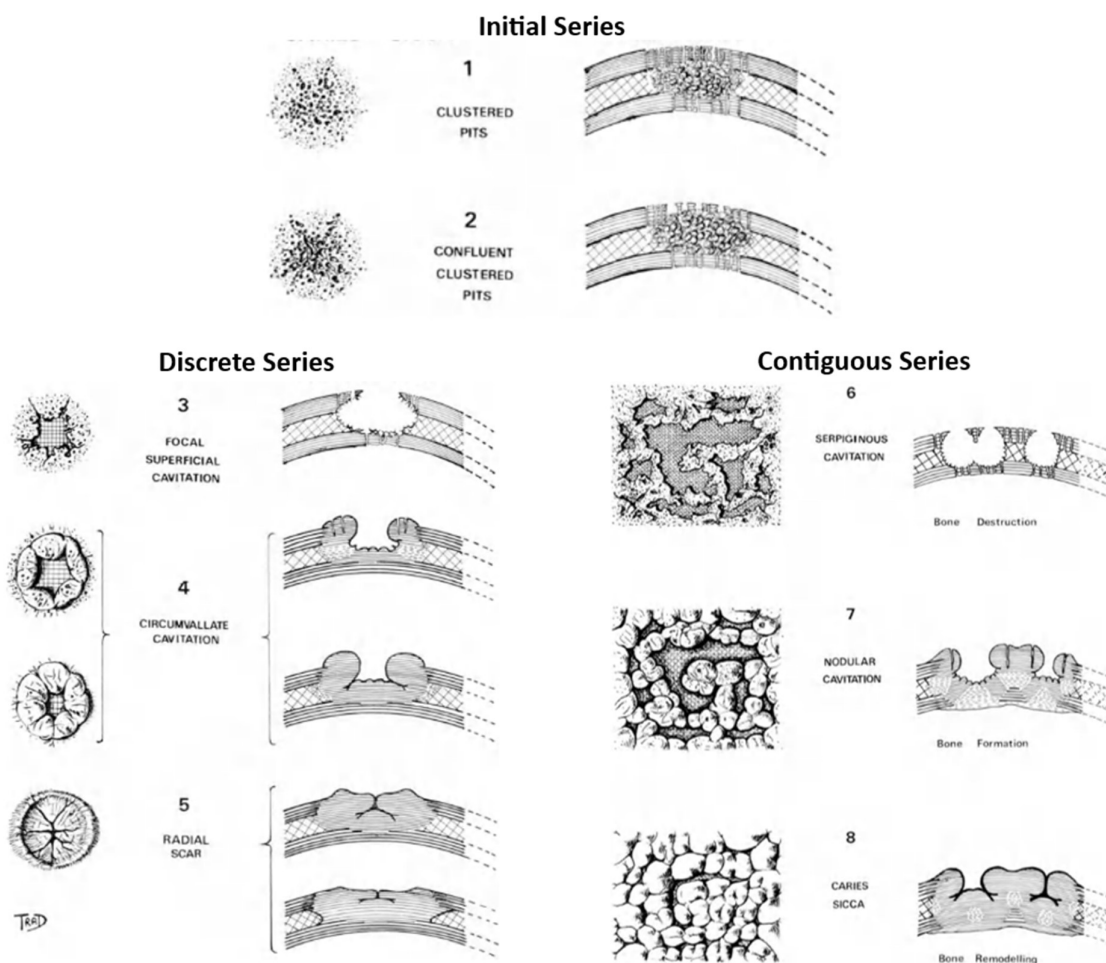 Initial Series
1
CLUSTERED
PITS
2
CONFLUENT
CLUSTERED
PITS
Discrete Series
3
FOCAL
SUPERFICIAL
CAVITATION
4
CIRCUMVALLATE
CAVITATION
5
RADIAL
SCAR
Contiguous Series
6
SERPIGINOUS
CAVITATION
Bone Destruction
7
NODULAR
CAVITATION
Bone Formation
8
CARIES
SICCA
Bone Remodelling